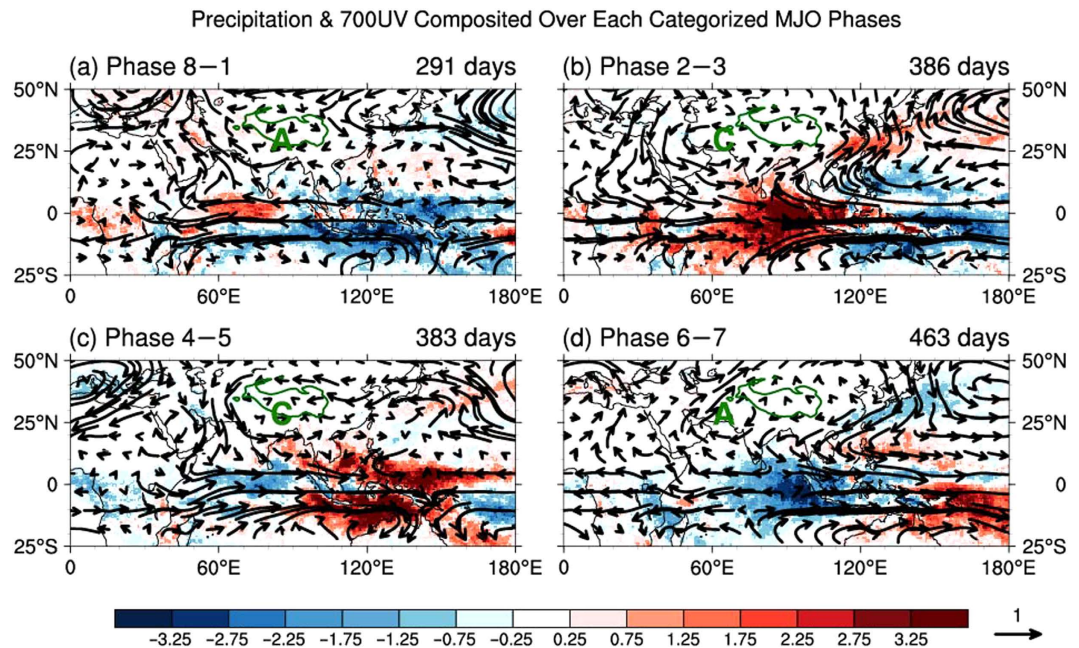 Precipitation & 700UV Composited Over Each Categorized MJO Phases
(a) Phase 8−1 291 days
(b) Phase 2−3 386 days
50°N 50°N
A C
25°N 25°N
0 0
25°S 25°S
0 60°E 120°E 180°E
0 60°E 120°E 180°E
(c) Phase 4−5 383 days
(d) Phase 6−7 463 days
50°N 50°N
C A
25°N 25°N
0 0
25°S 25°S
0 60°E 120°E 180°E
0 60°E 120°E 180°E
1
-3.25 -2.75 -2.25 -1.75 -1.25 -0.75 -0.25 0.25 0.75 1.25 1.75 2.25 2.75 3.25